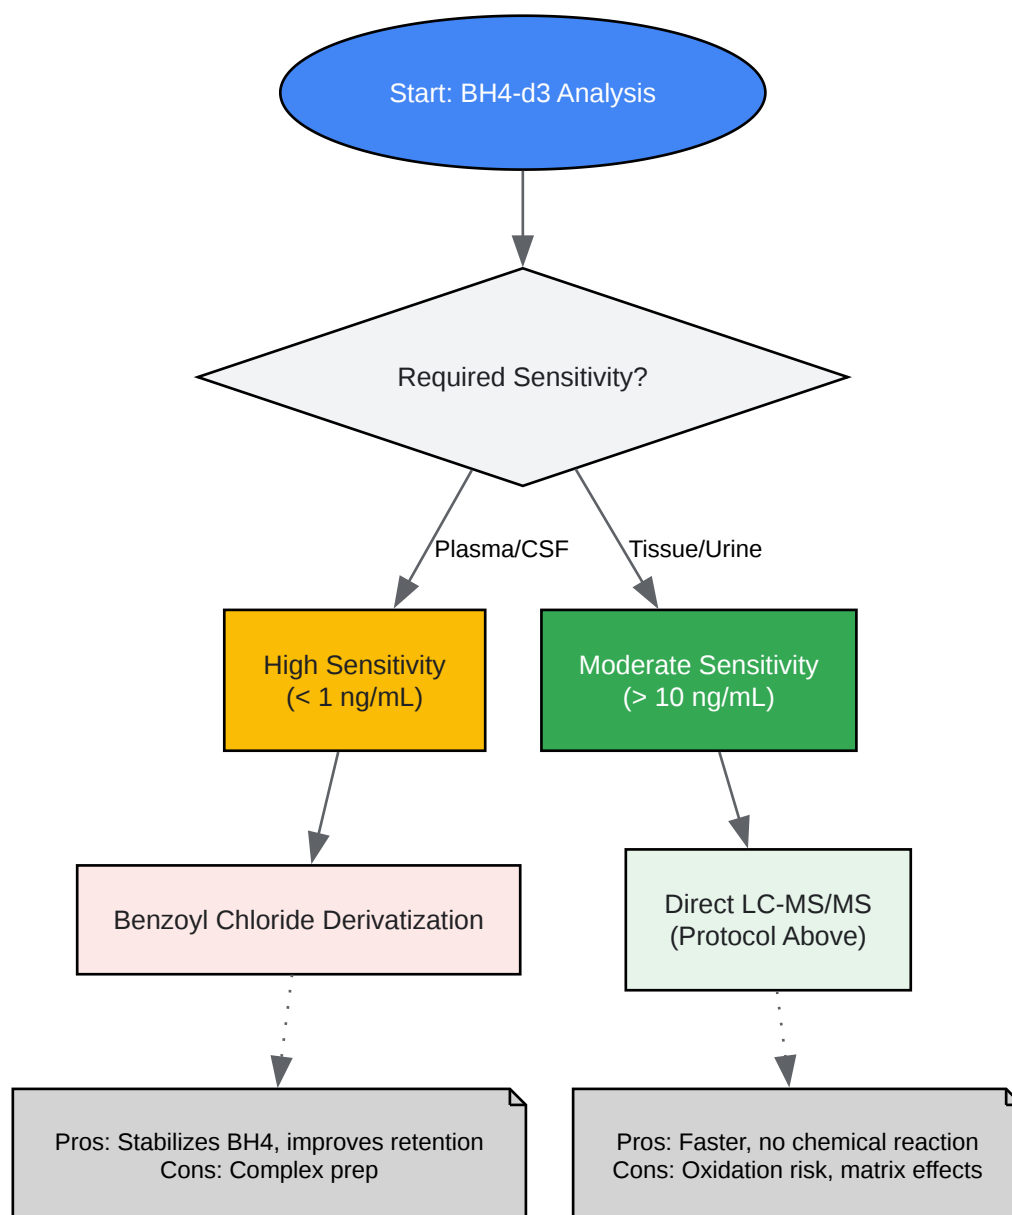 Start: BH4-d3 Analysis
Required Sensitivity?
Plasma/CSF
Tissue/Urine
High Sensitivity
(< 1 ng/mL)
Moderate Sensitivity
(> 10 ng/mL)
Benzoyl Chloride Derivatization
Direct LC-MS/MS
(Protocol Above)
Pros: Stabilizes BH4, improves retention
Cons: Complex prep
Pros: Faster, no chemical reaction
Cons: Oxidation risk, matrix effects